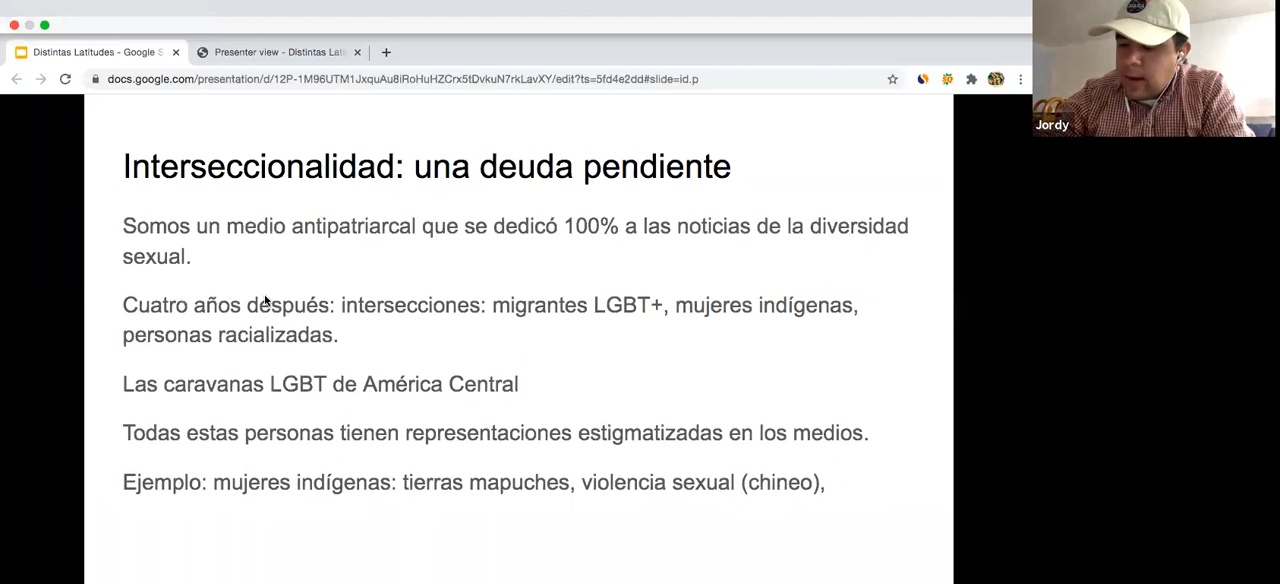 Distintas Latitudes - Google S
Presenter view - Distintas Lati
docs.google.com/presentation/d/12P-1M96UTM1JxquAu8iRoHuHZCrx5tDvkuN7rkLavXY/edit?ts=5fd4e2dd#slide=id.p
Jordy
Interseccionalidad: una deuda pendiente
Somos un medio antipatriarcal que se dedicó 100% a las noticias de la diversidad
sexual.
Cuatro años después: intersecciones: migrantes LGBT+, mujeres indígenas,
personas racializadas.
Las caravanas LGBT de América Central
Todas estas personas tienen representaciones estigmatizadas en los medios.
Ejemplo: mujeres indígenas: tierras mapuches, violencia sexual (chineo),